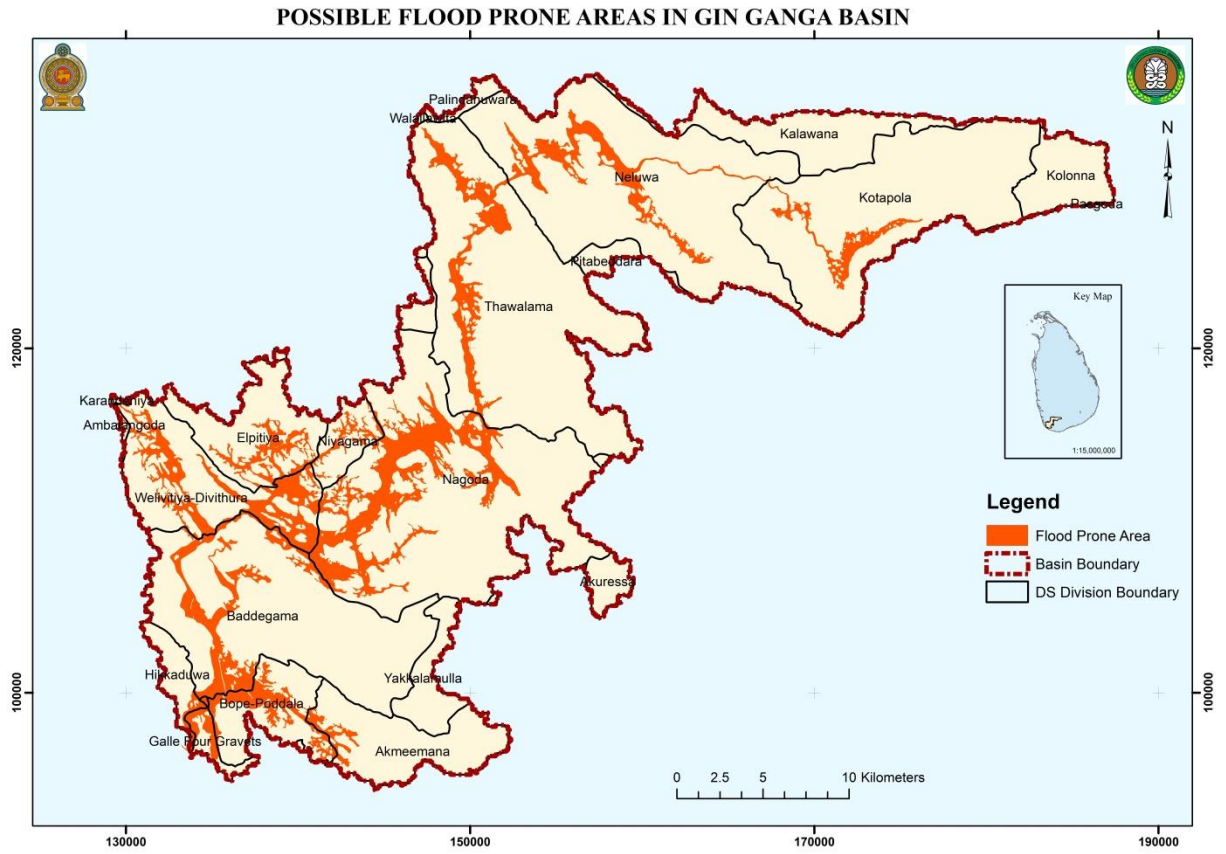 POSSIBLE FLOOD PRONE AREAS IN GIN GANGA BASIN
N
Palindanuwara
Walallawita
Kalawana
Neluwa
Kolonna
Kotapola
Pasgoda
Pitabeddara
Thawalama
Key Map
1:15,000,000
120000
120000
Karandeniya
Ambalangoda
Elpitiya
Niyagama
Nagoda
Welivitiya-Divithura
Akuressa
Baddegama
Hikkaduwa
Yakkalamulla
Bope-Poddala
Galle Four Gravets
Akmeemana
100000
100000
Legend
Flood Prone Area
Basin Boundary
DS Division Boundary
0 2.5 5 10 Kilometers
130000 150000 170000 190000